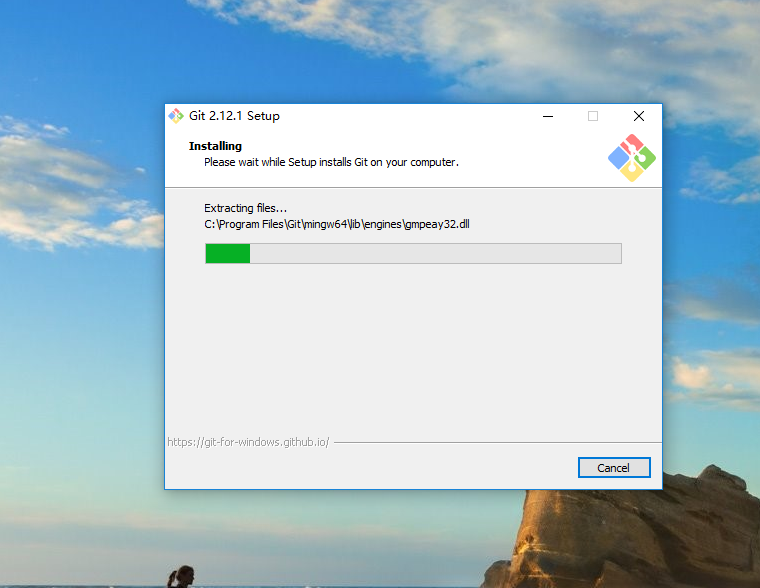 Git 2.12.1 Setup
Installing
Please wait while Setup installs Git on your computer.
Extracting files...
C:\Program Files\Git\mingw64\lib\engines\gmpeay32.dll
https://git-for-windows.github.io/
Cancel